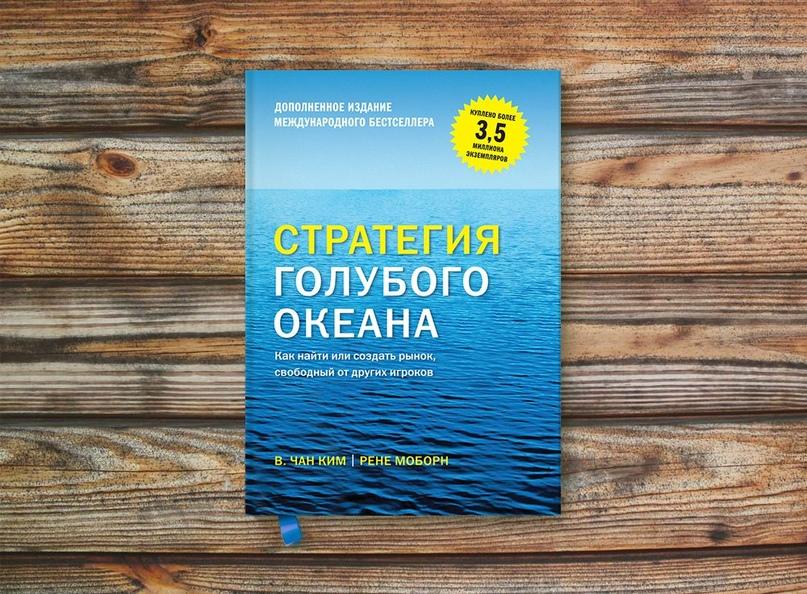 ДОПОЛНЕННОЕ ИЗДАНИЕ
МЕЖДУНАРОДНОГО БЕСТСЕЛЛЕРА
КУПЛЕНО БОЛЕЕ
3,5
МИЛЛИОНА
ЭКЗЕМПЛЯРОВ
СТРАТЕГИЯ
ГОЛУБОГО
ОКЕАНА
Как найти или создать рынок,
свободный от других игроков
В. ЧАН КИМ | РЕНЕ МОБОРН